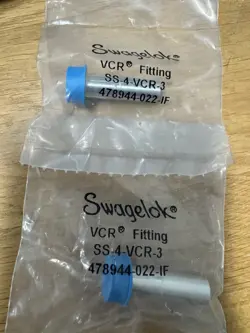 Swagelok®
VCR® Fitting
SS-4-VCR-3
478944-022-IF
Swagelok®
VCR® Fitting
SS-4-VCR-3
478944-022-IF